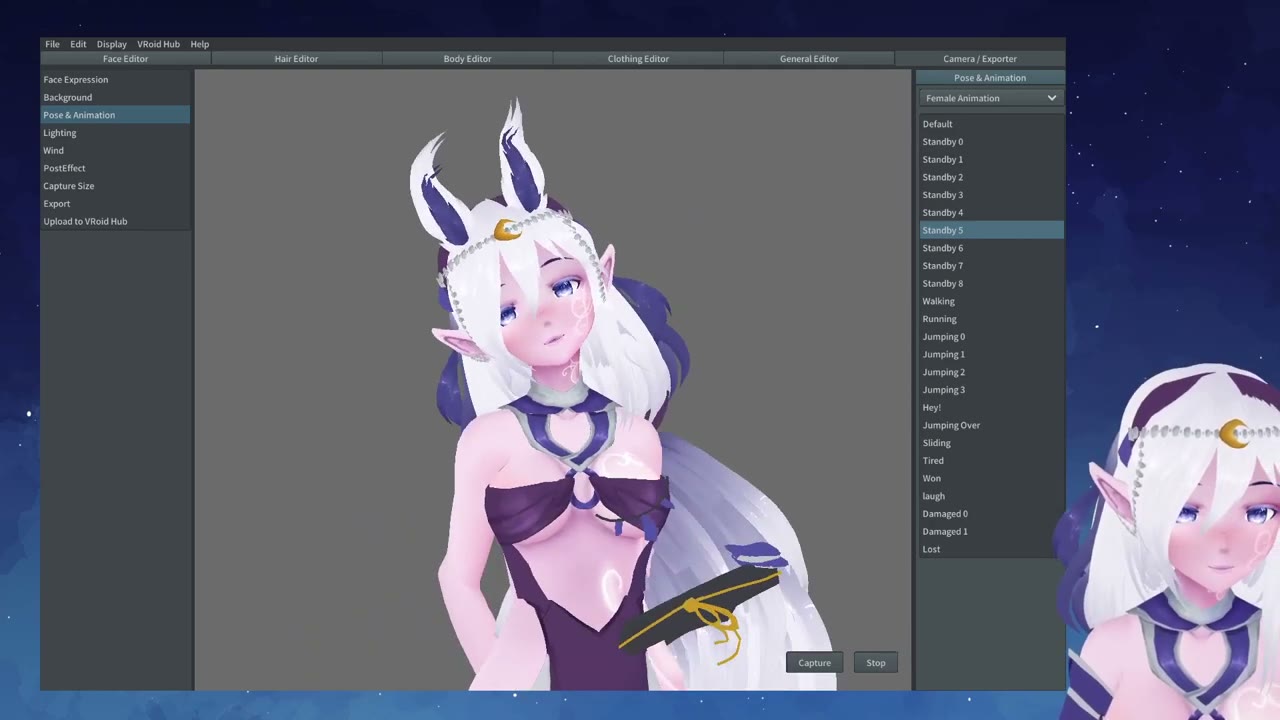 File Edit Display VRoid Hub Help
Face Editor Hair Editor Body Editor Clothing Editor General Editor Camera / Exporter
Face Expression
Background
Pose & Animation
Lighting
Wind
PostEffect
Capture Size
Export
Upload to VRoid Hub
Pose & Animation
Female Animation
Default
Standby 0
Standby 1
Standby 2
Standby 3
Standby 4
Standby 5
Standby 6
Standby 7
Standby 8
Walking
Running
Jumping 0
Jumping 1
Jumping 2
Jumping 3
Hey!
Jumping Over
Sliding
Tired
Won
laugh
Damaged 0
Damaged 1
Lost
Capture Stop